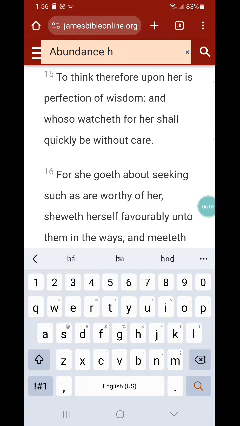 1:56
83%
jamesbibleonline.org
Abundance h
15 To think therefore upon her is
perfection of wisdom: and
whoso watcheth for her shall
quickly be without care.
16 For she goeth about seeking
such as are worthy of her,
sheweth herself favourably unto
them in the ways, and meeteth
1 2 3 4 5 6 7 8 9 0
q w e r t y u i o p
a s d f g h j k l
z x c v b n m
!#1 , English (US) .